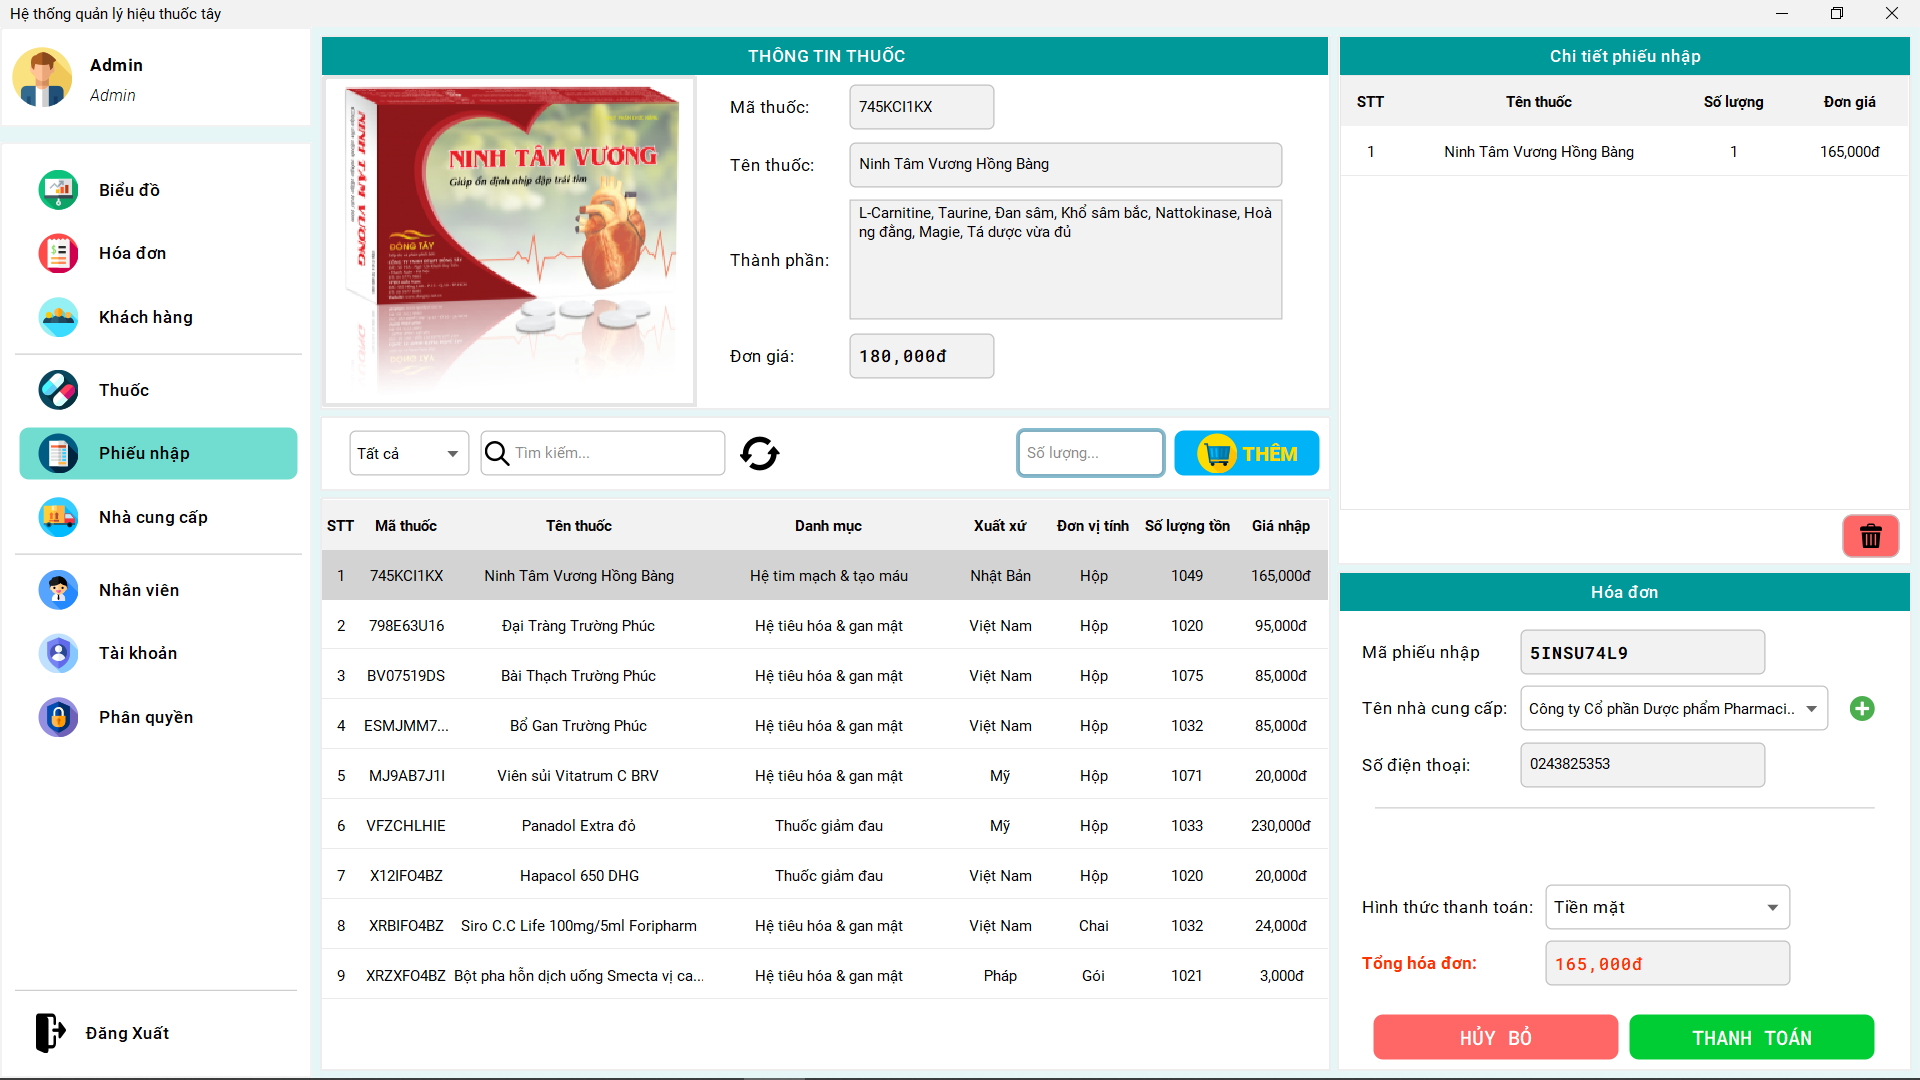 Hệ thống quản lý hiệu thuốc tây
Admin
Admin
Biểu đồ
Hóa đơn
Khách hàng
Thuốc
Phiếu nhập
Nhà cung cấp
Nhân viên
Tài khoản
Phân quyền
Đăng Xuất
THÔNG TIN THUỐC
NINH TÂM VƯƠNG
Giúp ổn định nhịp đập trái tim
NINH TÂM VƯƠNG
ĐÔNG TÂY
Mã thuốc:
745KCI1KX
Tên thuốc:
Ninh Tâm Vương Hồng Bàng
Thành phần:
L-Carnitine, Taurine, Đan sâm, Khổ sâm bắc, Nattokinase, Hoà
ng đằng, Magie, Tá dược vừa đủ
Đơn giá:
180,000đ
Tất cả
Tìm kiếm...
Số lượng...
THÊM
STT Mã thuốc Tên thuốc Danh mục Xuất xứ Đơn vị tính Số lượng tồn Giá nhập
1 745KCI1KX Ninh Tâm Vương Hồng Bàng Hệ tim mạch & tạo máu Nhật Bản Hộp 1049 165,000đ
2 798E63U16 Đại Tràng Trường Phúc Hệ tiêu hóa & gan mật Việt Nam Hộp 1020 95,000đ
3 BV07519DS Bài Thạch Trường Phúc Hệ tiêu hóa & gan mật Việt Nam Hộp 1075 85,000đ
4 ESMJMM7... Bổ Gan Trường Phúc Hệ tiêu hóa & gan mật Việt Nam Hộp 1032 85,000đ
5 MJ9AB7J1I Viên sủi Vitatrum C BRV Hệ tiêu hóa & gan mật Mỹ Hộp 1071 20,000đ
6 VFZCHLHIE Panadol Extra đỏ Thuốc giảm đau Mỹ Hộp 1033 230,000đ
7 X12IFO4BZ Hapacol 650 DHG Thuốc giảm đau Việt Nam Hộp 1020 20,000đ
8 XRBIFO4BZ Siro C.C Life 100mg/5ml Foripharm Hệ tiêu hóa & gan mật Việt Nam Chai 1032 24,000đ
9 XRZXFO4BZ Bột pha hỗn dịch uống Smecta vị ca... Hệ tiêu hóa & gan mật Pháp Gói 1021 3,000đ
Chi tiết phiếu nhập
STT Tên thuốc Số lượng Đơn giá
1 Ninh Tâm Vương Hồng Bàng 1 165,000đ
Hóa đơn
Mã phiếu nhập
5INSU74L9
Tên nhà cung cấp:
Công ty Cổ phần Dược phẩm Pharmaci..
Số điện thoại:
0243825353
Hình thức thanh toán:
Tiền mặt
Tổng hóa đơn:
165,000đ
HỦY BỎ
THANH TOÁN